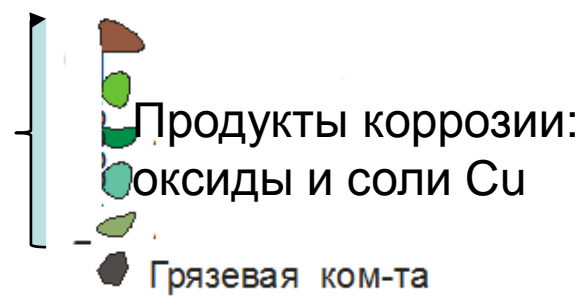 Продукты коррозии:
оксиды и соли Cu
Грязевая ком-та